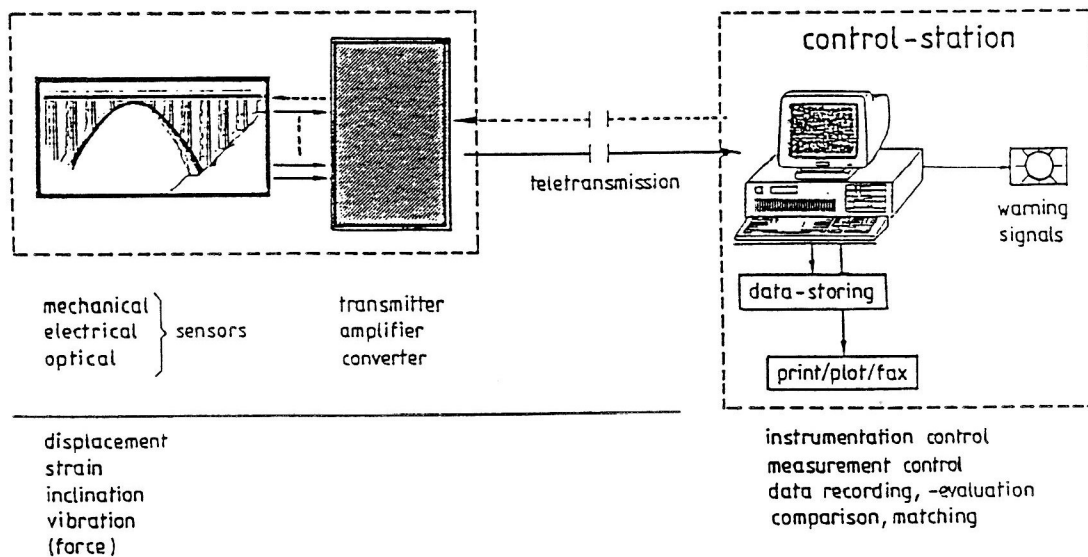 control-station
teletransmission
warning
signals
data-storing
print/plot/fax
mechanical
electrical
optical
sensors
transmitter
amplifier
converter
displacement
strain
inclination
vibration
(force)
instrumentation control
measurement control
data recording, -evaluation
comparison, matching